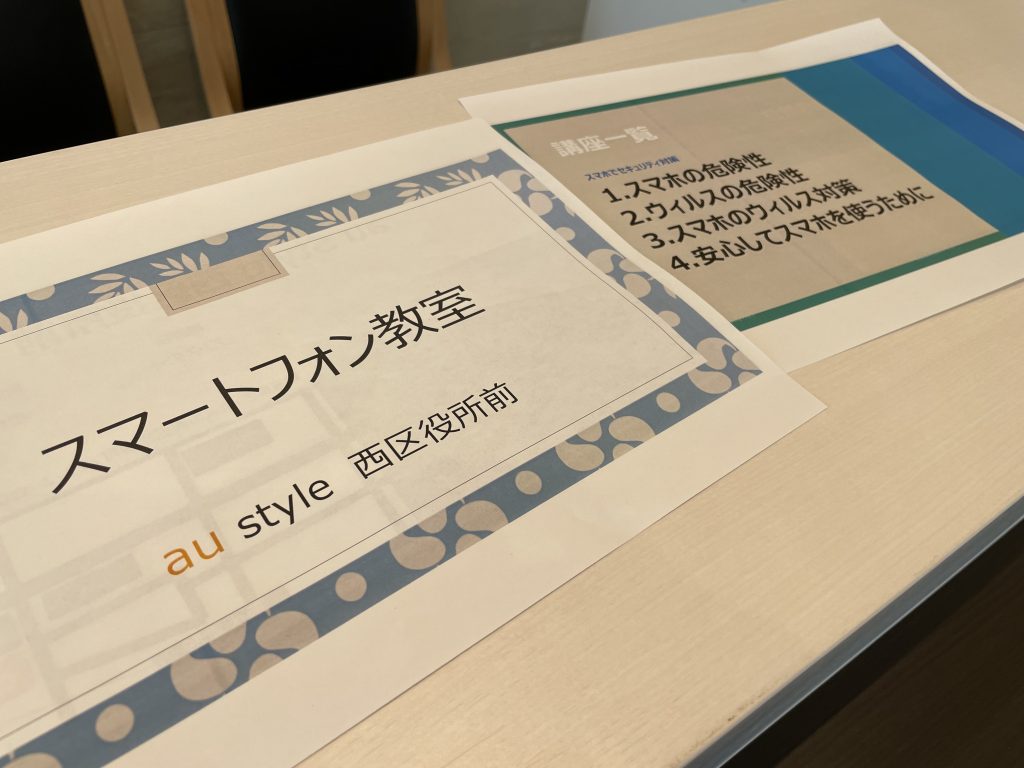 スマートフォン教室
au style 西区役所前
講座一覧
スマホでセキュリティ対策
1.スマホの危険性
2.ウィルスの危険性
3.スマホのウィルス対策
4.安心してスマホを使うために